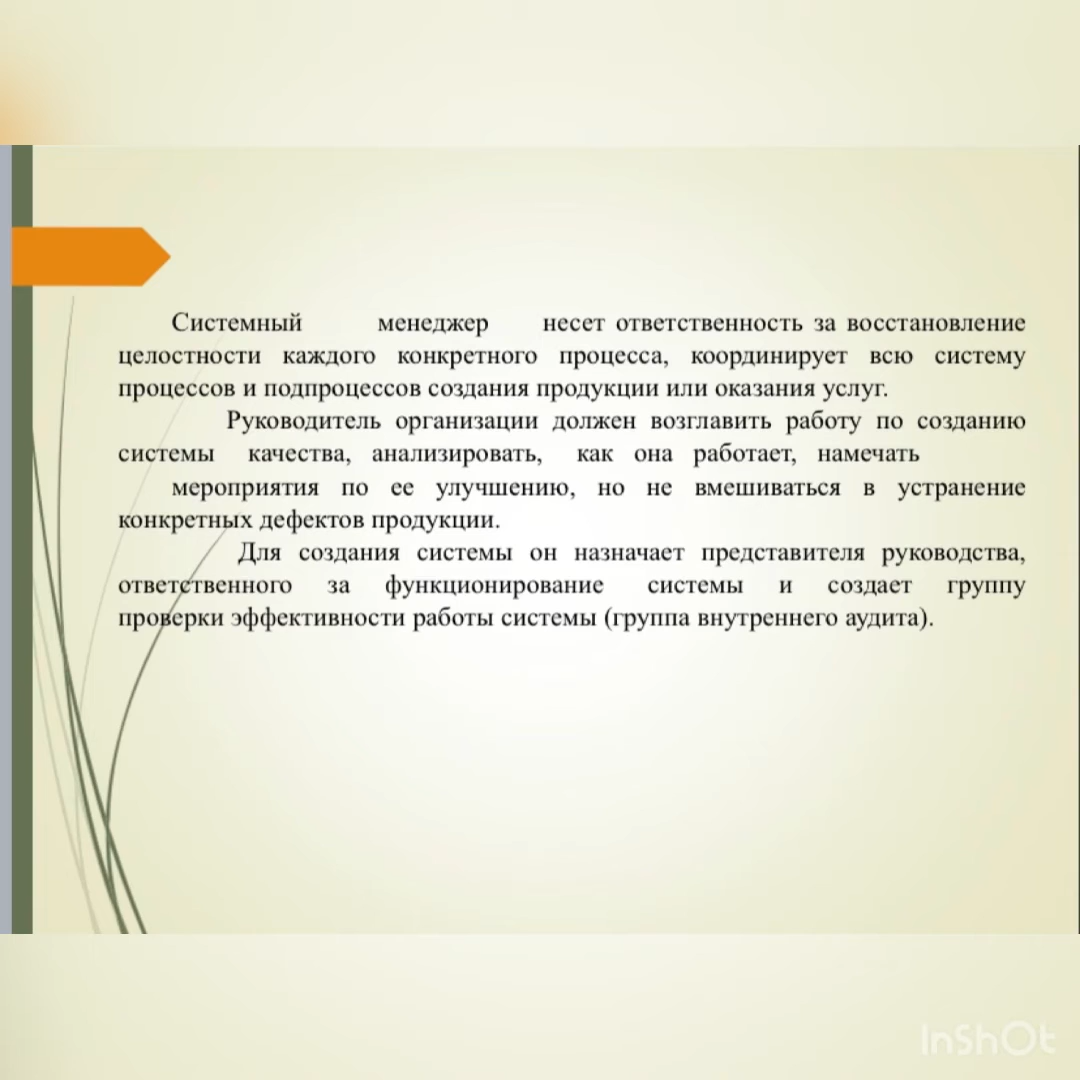 Системный менеджер несет ответственность за восстановление
целостности каждого конкретного процесса, координирует всю систему
процессов и подпроцессов создания продукции или оказания услуг.
Руководитель организации должен возглавить работу по созданию
системы качества, анализировать, как она работает, намечать
мероприятия по ее улучшению, но не вмешиваться в устранение
конкретных дефектов продукции.
Для создания системы он назначает представителя руководства,
ответственного за функционирование системы и создает группу
проверки эффективности работы системы (группа внутреннего аудита).
InShOt